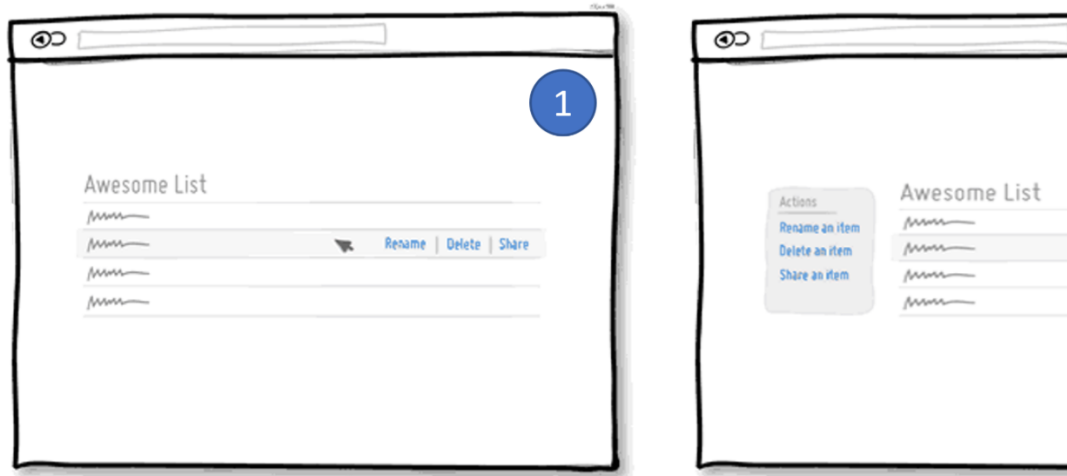 1
Awesome List
Rename | Delete | Share
Actions
Rename an item
Delete an item
Share an item
Awesome List